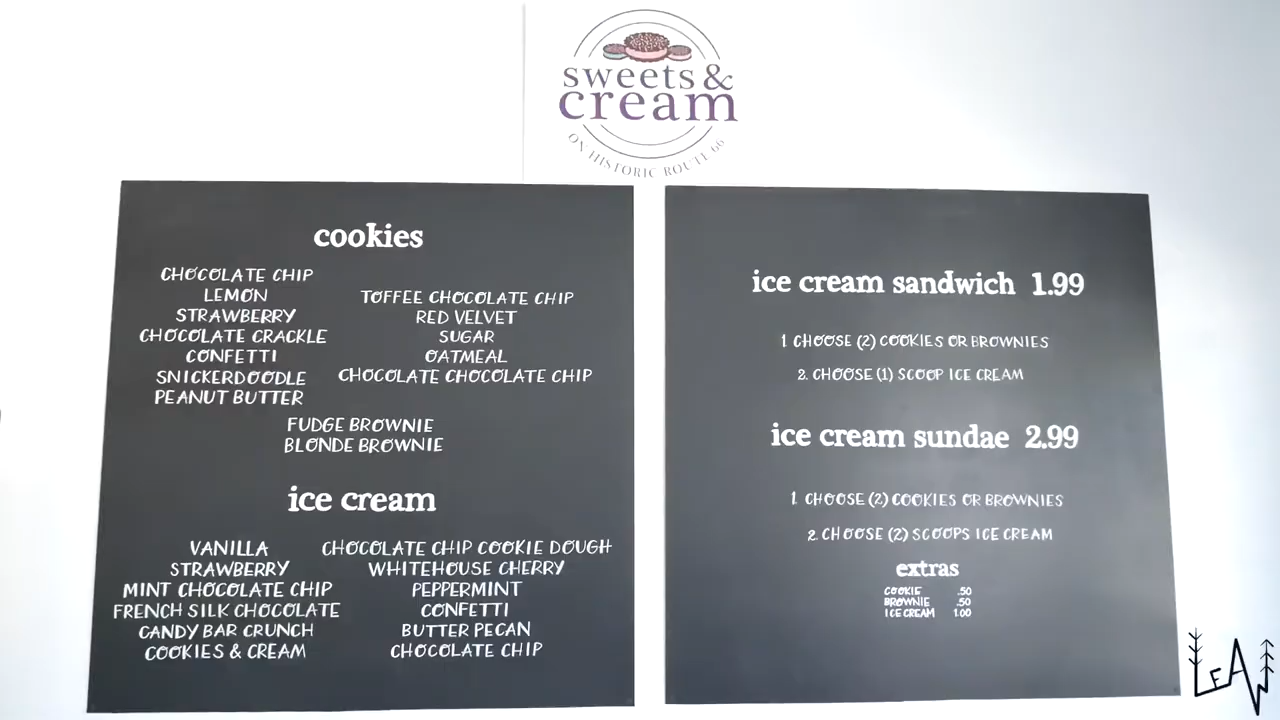 sweets &
cream
ON HISTORIC ROUTE 66
cookies
CHOCOLATE CHIP
LEMON
STRAWBERRY
CHOCOLATE CRACKLE
CONFETTI
SNICKERDOODLE
PEANUT BUTTER
TOFFEE CHOCOLATE CHIP
RED VELVET
SUGAR
OATMEAL
CHOCOLATE CHOCOLATE CHIP
FUDGE BROWNIE
BLONDE BROWNIE
ice cream
VANILLA
STRAWBERRY
MINT CHOCOLATE CHIP
FRENCH SILK CHOCOLATE
CANDY BAR CRUNCH
COOKIES & CREAM
CHOCOLATE CHIP COOKIE DOUGH
WHITEHOUSE CHERRY
PEPPERMINT
CONFETTI
BUTTER PECAN
CHOCOLATE CHIP
ice cream sandwich 1.99
1. CHOOSE (2) COOKIES OR BROWNIES
2. CHOOSE (1) SCOOP ICE CREAM
ice cream sundae 2.99
1. CHOOSE (2) COOKIES OR BROWNIES
2. CHOOSE (2) SCOOPS ICE CREAM
extras
COOKIE .50
BROWNIE .50
ICE CREAM 1.00